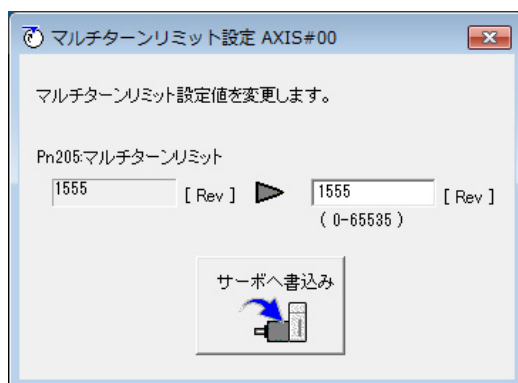 マルチターンリミット設定 AXIS#00
マルチターンリミット設定値を変更します。
Pn205:マルチターンリミット
1555 [ Rev ] 1555 [ Rev ]
( 0-65535 )
サーボへ書込み